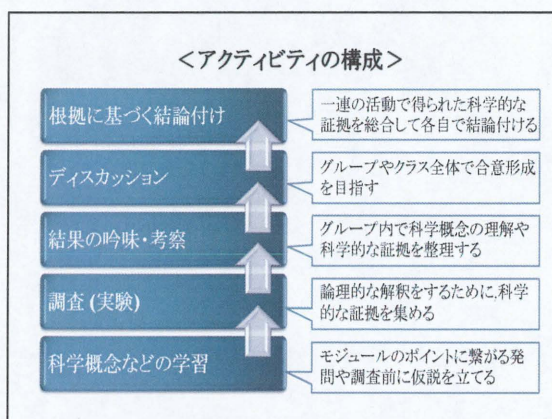 ＜アクティビティの構成＞
根拠に基づく結論付け
一連の活動で得られた科学的な
証拠を総合して各自で結論付ける
ディスカッション
グループやクラス全体で合意形成
を目指す
結果の吟味・考察
グループ内で科学概念の理解や
科学的な証拠を整理する
調査 (実験)
論理的な解釈をするために,科学
的な証拠を集める
科学概念などの学習
モジュールのポイントに繋がる発
問や調査前に仮説を立てる